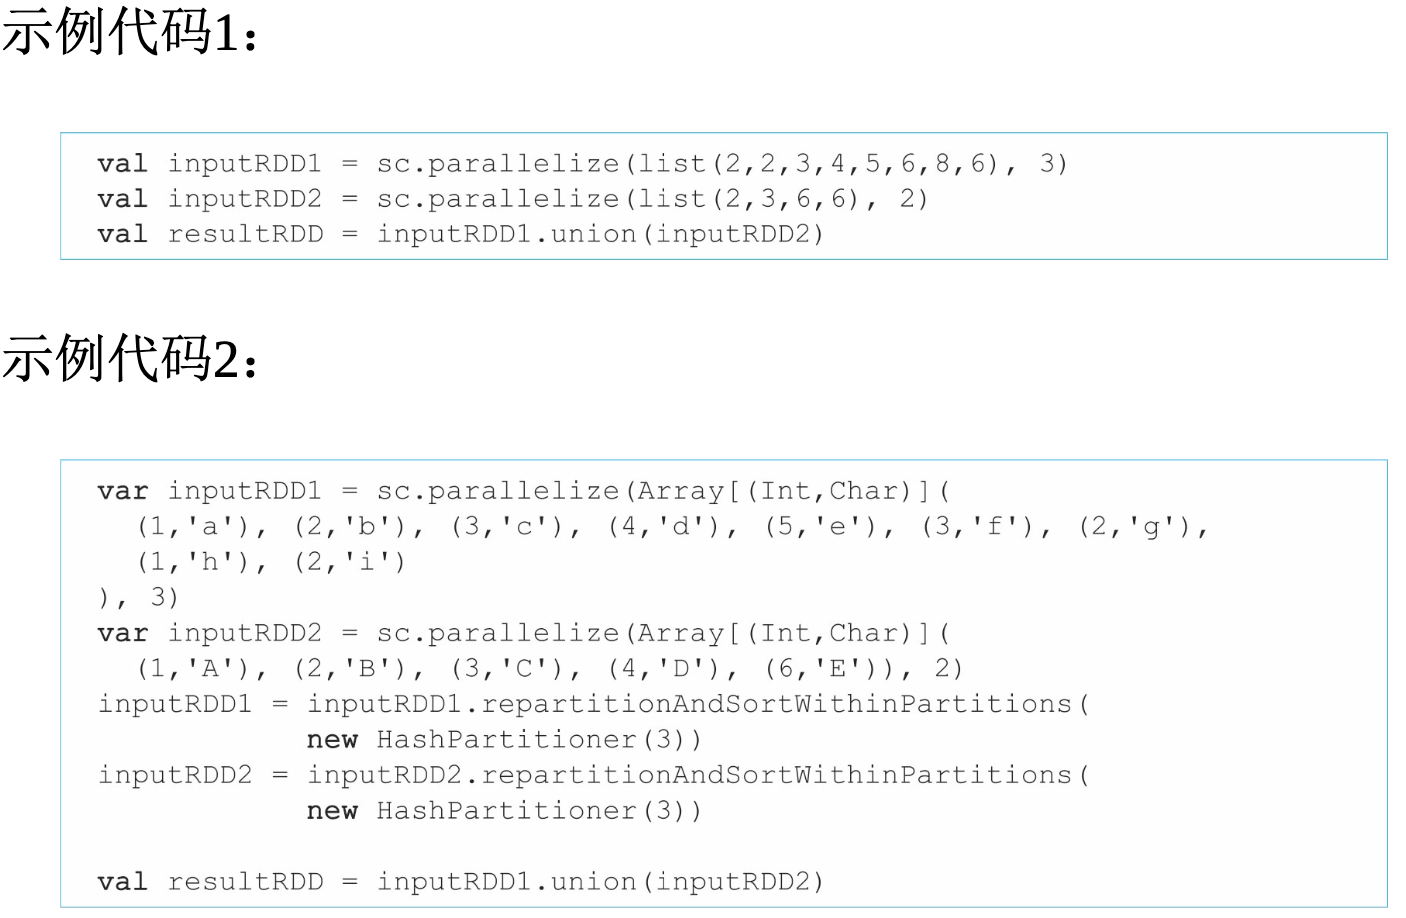 示例代码1：
val inputRDD1 = sc.parallelize(list(2,2,3,4,5,6,8,6), 3)
val inputRDD2 = sc.parallelize(list(2,3,6,6), 2)
val resultRDD = inputRDD1.union(inputRDD2)
示例代码2：
var inputRDD1 = sc.parallelize(Array[(Int,Char)](
  (1,'a'), (2,'b'), (3,'c'), (4,'d'), (5,'e'), (3,'f'), (2,'g'),
  (1,'h'), (2,'i')
), 3)
var inputRDD2 = sc.parallelize(Array[(Int,Char)](
  (1,'A'), (2,'B'), (3,'C'), (4,'D'), (6,'E')), 2)
inputRDD1 = inputRDD1.repartitionAndSortWithinPartitions(
            new HashPartitioner(3))
inputRDD2 = inputRDD2.repartitionAndSortWithinPartitions(
            new HashPartitioner(3))
val resultRDD = inputRDD1.union(inputRDD2)